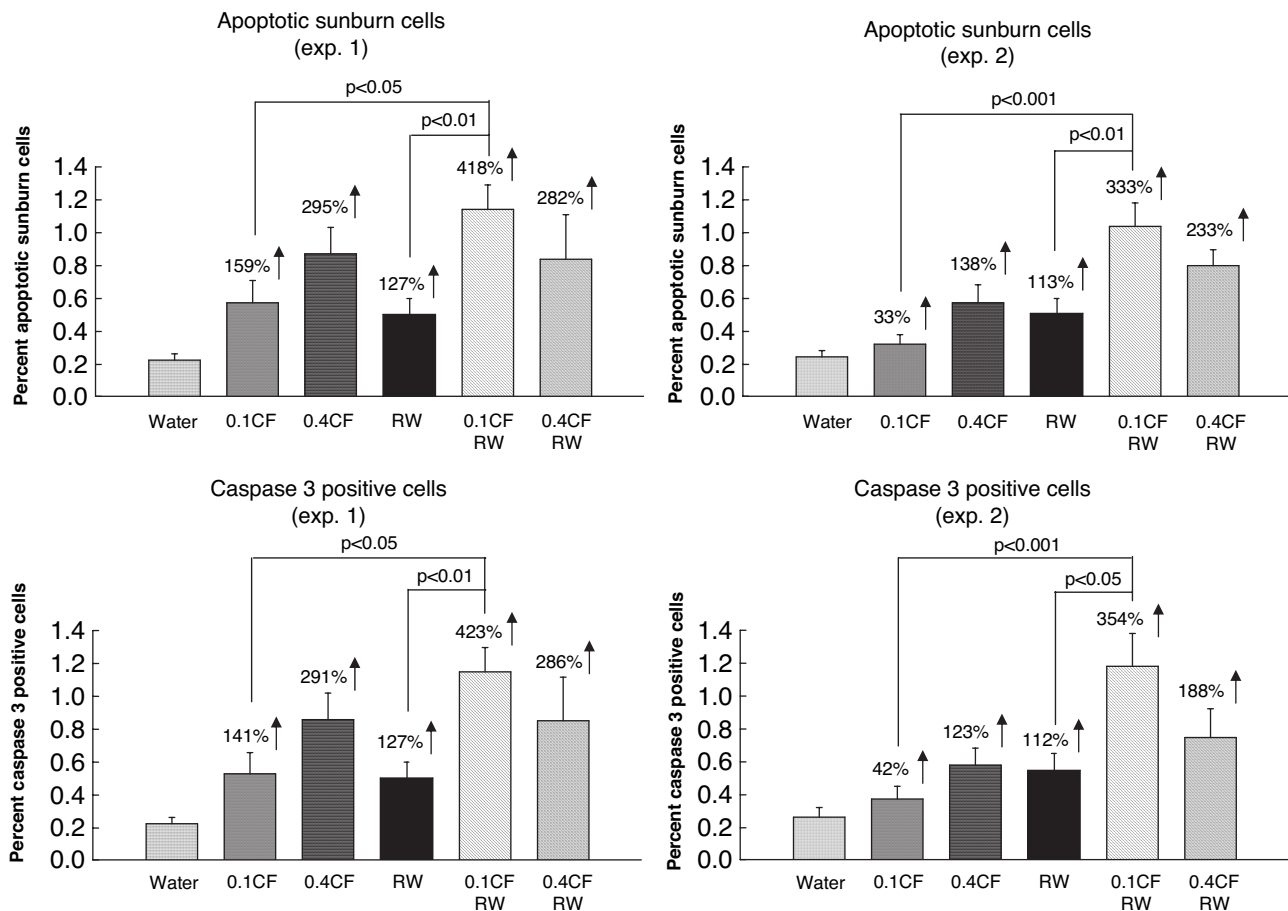 Apoptotic sunburn cells
(exp. 1)
p<0.05
p<0.01
Percent apoptotic sunburn cells
1.4
1.2
1.0
0.8
0.6
0.4
0.2
0.0
159%
295%
127%
418%
282%
Water
0.1CF
0.4CF
RW
0.1CF
RW
0.4CF
RW
Apoptotic sunburn cells
(exp. 2)
p<0.001
p<0.01
Percent apoptotic sunburn cells
1.4
1.2
1.0
0.8
0.6
0.4
0.2
0.0
33%
138%
113%
333%
233%
Water
0.1CF
0.4CF
RW
0.1CF
RW
0.4CF
RW
Caspase 3 positive cells
(exp. 1)
p<0.05
p<0.01
Percent caspase 3 positive cells
1.4
1.2
1.0
0.8
0.6
0.4
0.2
0.0
141%
291%
127%
423%
286%
Water
0.1CF
0.4CF
RW
0.1CF
RW
0.4CF
RW
Caspase 3 positive cells
(exp. 2)
p<0.001
p<0.05
Percent caspase 3 positive cells
1.4
1.2
1.0
0.8
0.6
0.4
0.2
0.0
42%
123%
112%
354%
188%
Water
0.1CF
0.4CF
RW
0.1CF
RW
0.4CF
RW